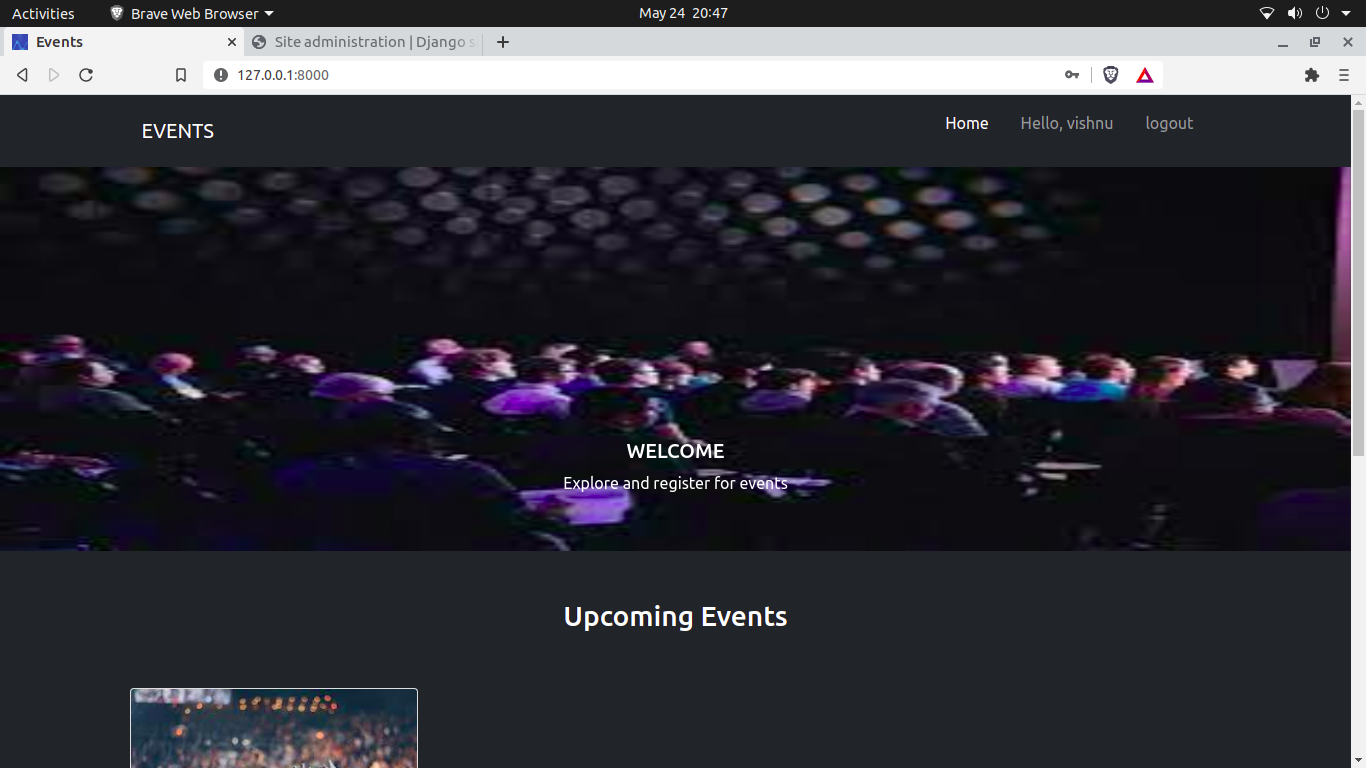 Activities Brave Web Browser May 24 20:47
Events Site administration | Django s
127.0.0.1:8000
EVENTS Home Hello, vishnu logout
WELCOME
Explore and register for events
Upcoming Events